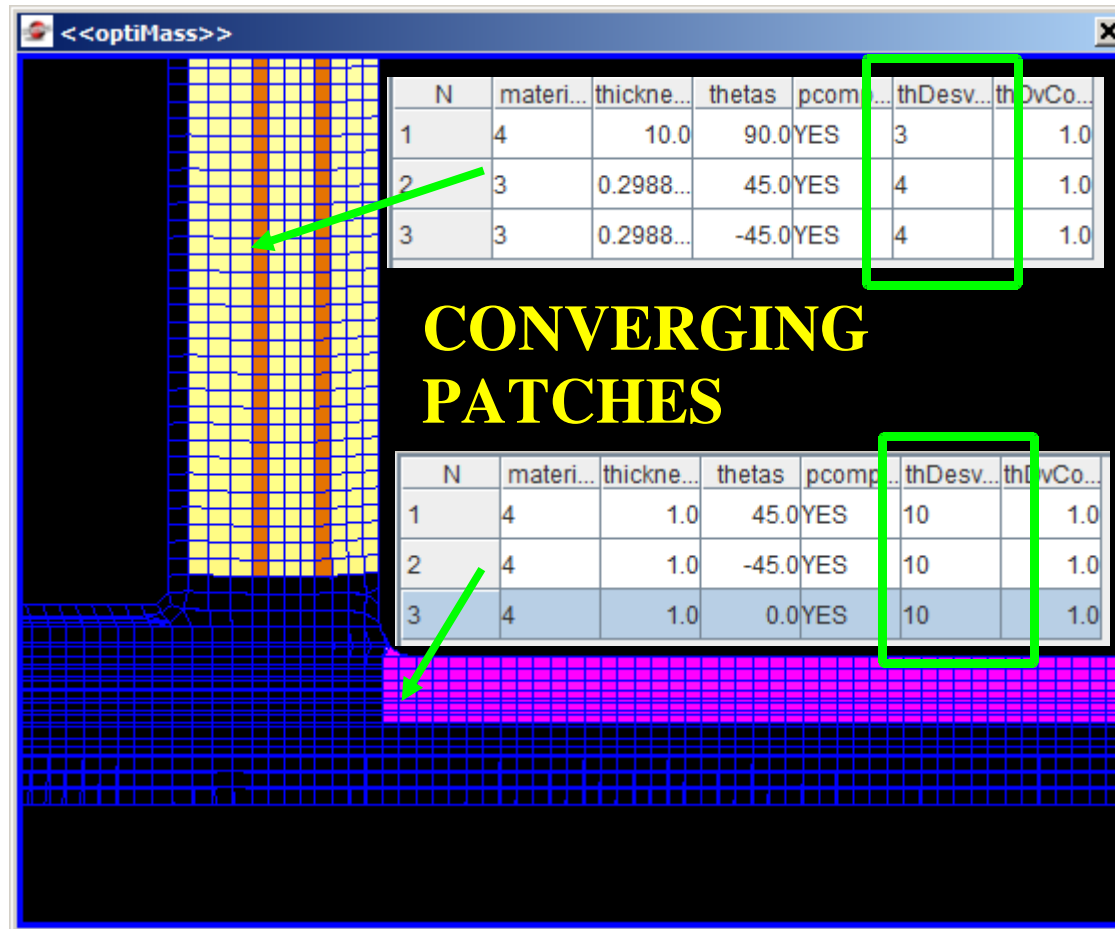 <<optiMass>>
N materi... thickne... thetas pcomp... thDesv... thDvCo...
1 4 10.0 90.0 YES 3 1.0
2 3 0.2988... 45.0 YES 4 1.0
3 3 0.2988... -45.0 YES 4 1.0
CONVERGING
PATCHES
N materi... thickne... thetas pcomp... thDesv... thDvCo...
1 4 1.0 45.0 YES 10 1.0
2 4 1.0 -45.0 YES 10 1.0
3 4 1.0 0.0 YES 10 1.0